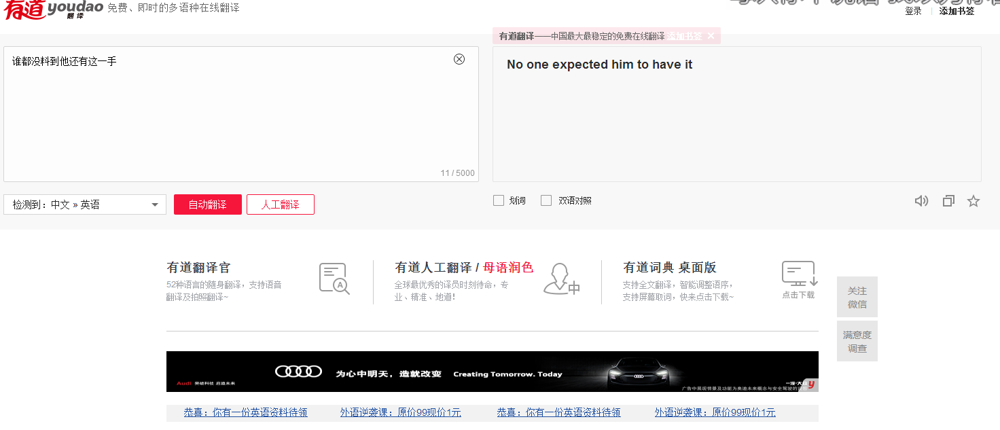 有道 youdao 翻译 免费、即时的多语种在线翻译
登录 | 添加书签
有道翻译——中国最大最稳定的免费在线翻译 添加书签 ×
谁都没料到他还有这一手
No one expected him to have it
11 / 5000
检测到：中文 » 英语
自动翻译
人工翻译
划词
双语对照
有道翻译官
52种语言的随身翻译，支持语音
翻译及拍照翻译~
有道人工翻译 / 母语润色
全球最优秀的译员时刻待命，专
业、精准、地道！
中
有道词典 桌面版
支持全文翻译，智能调整语序，
支持屏幕取词，快来点击下载~
点击下载
关注
微信
满意度
调查
为心中明天，造就改变 Creating Tomorrow. Today
Audi 突破科技 启迪未来
一汽-大众
广告中展现情景及功能为奥迪未来概念与安全驾驶的设想
恭喜：你有一份英语资料待领
外语逆袭课：原价99现价1元
恭喜：你有一份英语资料待领
外语逆袭课：原价99现价1元